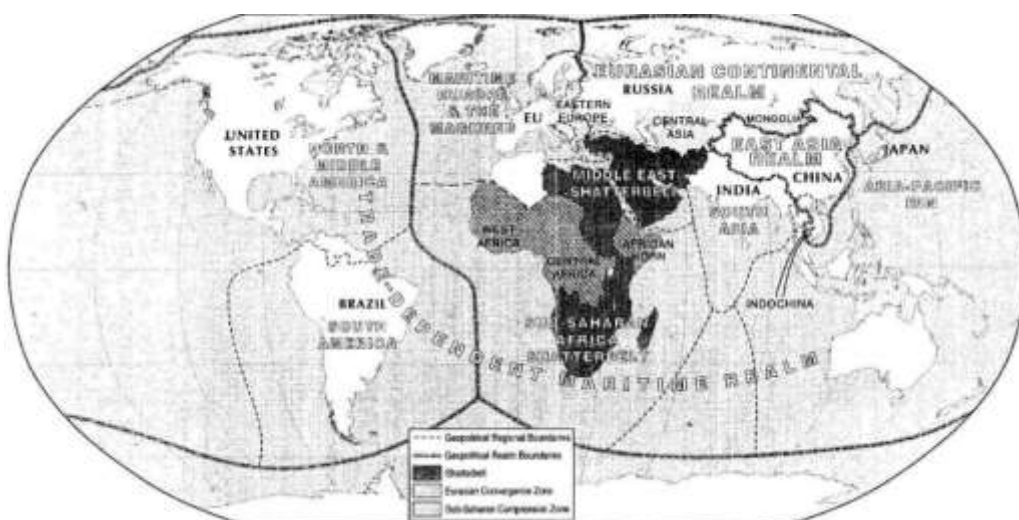 MARITIME
EUROPE
& THE
MAGHREB
EURASIAN CONTINENTAL
REALM
RUSSIA
EU
EASTERN
EUROPE
CENTRAL
ASIA
MONGOLIA
EAST ASIA
REALM
CHINA
JAPAN
ASIA-PACIFIC
RIM
UNITED
STATES
NORTH &
MIDDLE
AMERICA
MIDDLE EAST
SHATTERBELT
INDIA
SOUTH
ASIA
WEST
AFRICA
CENTRAL
AFRICA
AFRICAN
HORN
INDOCHINA
BRAZIL
SOUTH
AMERICA
SUB-SAHARAN
AFRICA
SHATTERBELT
TRADE-DEPENDENT MARITIME REALM
Geopolitical Regional Boundaries
Geopolitical Realm Boundaries
Shatterbelt
Eurasian Convergence Zone
Sub-Saharan Compression Zone